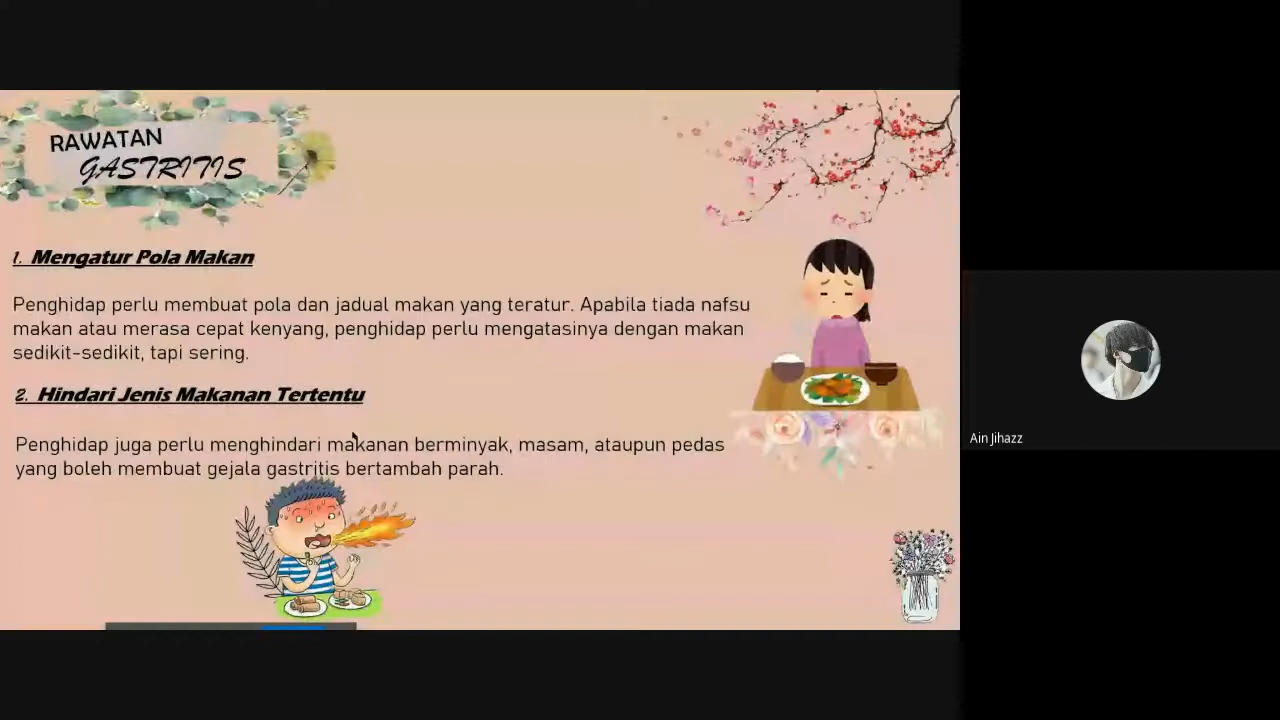 RAWATAN
GASTRITIS
1. Mengatur Pola Makan
Penghidap perlu membuat pola dan jadual makan yang teratur. Apabila tiada nafsu
makan atau merasa cepat kenyang, penghidap perlu mengatasinya dengan makan
sedikit-sedikit, tapi sering.
2. Hindari Jenis Makanan Tertentu
Penghidap juga perlu menghindari makanan berminyak, masam, ataupun pedas
yang boleh membuat gejala gastritis bertambah parah.
Ain Jihazz